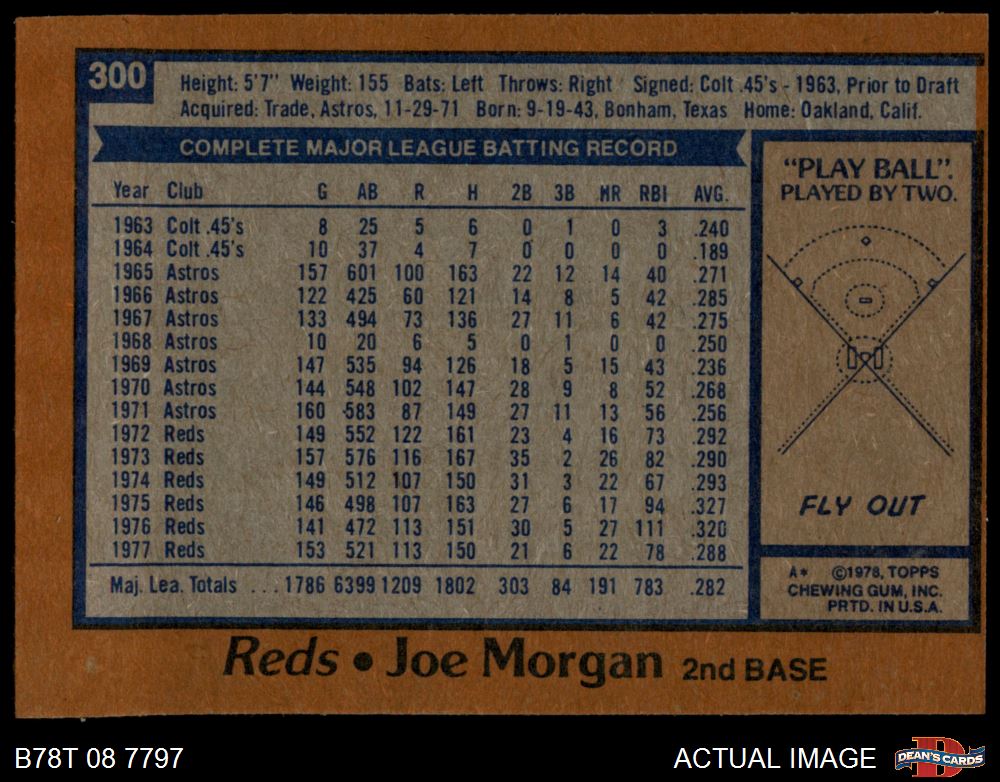 300
Height: 5'7" Weight: 155 Bats: Left Throws: Right Signed: Colt .45's - 1963, Prior to Draft
Acquired: Trade, Astros, 11-29-71 Born: 9-19-43, Bonham, Texas Home: Oakland, Calif.
COMPLETE MAJOR LEAGUE BATTING RECORD
Year Club G AB R H 2B 3B HR RBI AVG.
1963 Colt .45's 8 25 5 6 0 1 0 3 .240
1964 Colt .45's 10 37 4 7 0 0 0 0 .189
1965 Astros 157 601 100 163 22 12 14 40 .271
1966 Astros 122 425 60 121 14 8 5 42 .285
1967 Astros 133 494 73 136 27 11 6 42 .275
1968 Astros 10 20 6 5 0 1 0 0 .250
1969 Astros 147 535 94 126 18 5 15 43 .236
1970 Astros 144 548 102 147 28 9 8 52 .268
1971 Astros 160 583 87 149 27 11 13 56 .256
1972 Reds 149 552 122 161 23 4 16 73 .292
1973 Reds 157 576 116 167 35 2 26 82 .290
1974 Reds 149 512 107 150 31 3 22 67 .293
1975 Reds 146 498 107 163 27 6 17 94 .327
1976 Reds 141 472 113 151 30 5 27 111 .320
1977 Reds 153 521 113 150 21 6 22 78 .288
Maj. Lea. Totals ... 1786 6399 1209 1802 303 84 191 783 .282
"PLAY BALL".
PLAYED BY TWO.
FLY OUT
A* ©1978, TOPPS
CHEWING GUM, INC.
PRTD. IN U.S.A.
Reds • Joe Morgan 2nd BASE
B78T 08 7797
ACTUAL IMAGE
D
DEAN'S CARDS